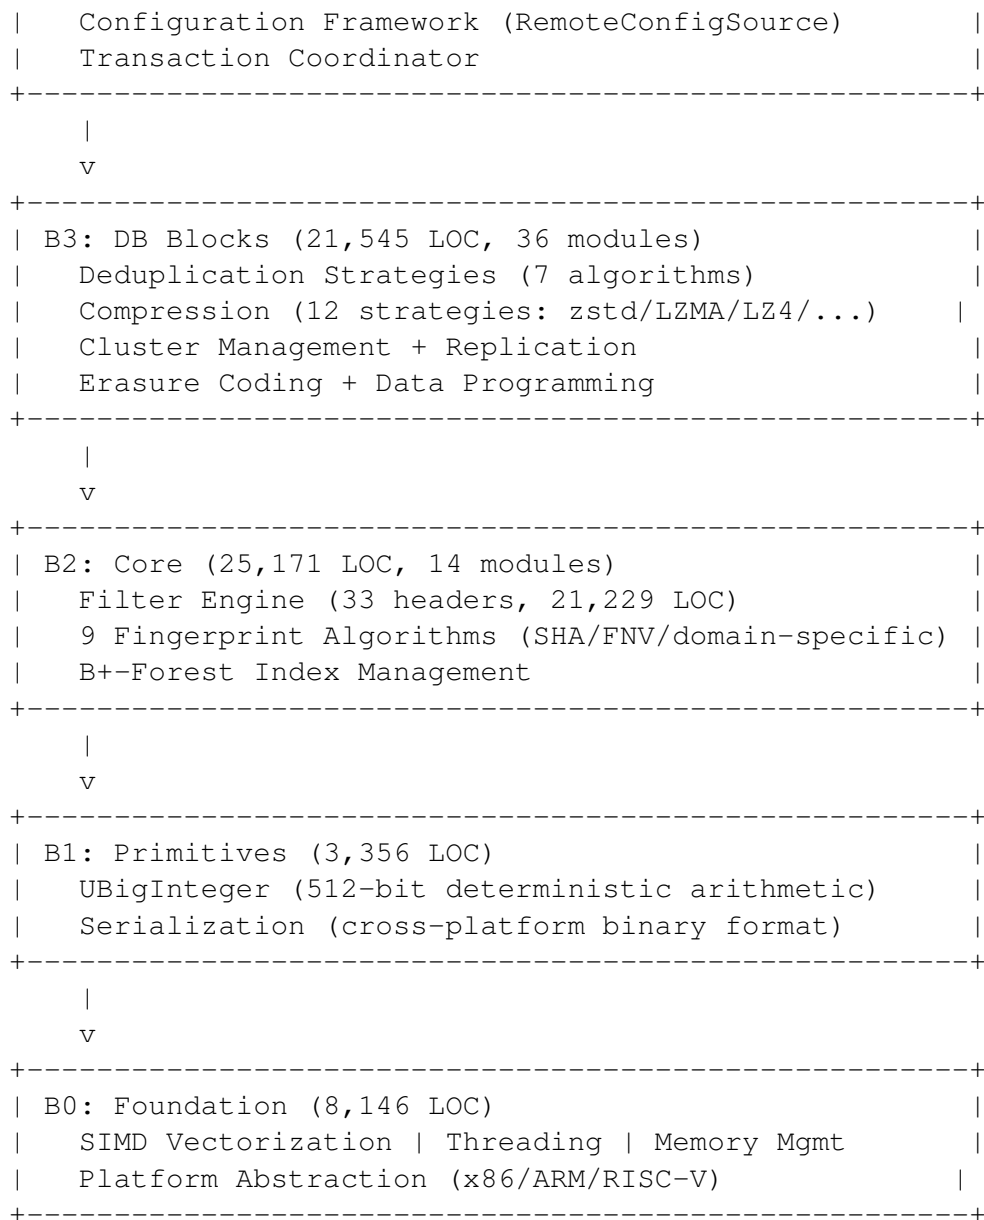 |   Configuration Framework (RemoteConfigSource)       |
|   Transaction Coordinator                            |
+------------------------------------------------------+
    |
    v
+------------------------------------------------------+
| B3: DB Blocks (21,545 LOC, 36 modules)               |
|   Deduplication Strategies (7 algorithms)            |
|   Compression (12 strategies: zstd/LZMA/LZ4/...)    |
|   Cluster Management + Replication                   |
|   Erasure Coding + Data Programming                  |
+------------------------------------------------------+
    |
    v
+------------------------------------------------------+
| B2: Core (25,171 LOC, 14 modules)                    |
|   Filter Engine (33 headers, 21,229 LOC)             |
|   9 Fingerprint Algorithms (SHA/FNV/domain-specific) |
|   B+-Forest Index Management                         |
+------------------------------------------------------+
    |
    v
+------------------------------------------------------+
| B1: Primitives (3,356 LOC)                           |
|   UBigInteger (512-bit deterministic arithmetic)     |
|   Serialization (cross-platform binary format)       |
+------------------------------------------------------+
    |
    v
+------------------------------------------------------+
| B0: Foundation (8,146 LOC)                           |
|   SIMD Vectorization | Threading | Memory Mgmt       |
|   Platform Abstraction (x86/ARM/RISC-V)             |
+------------------------------------------------------+